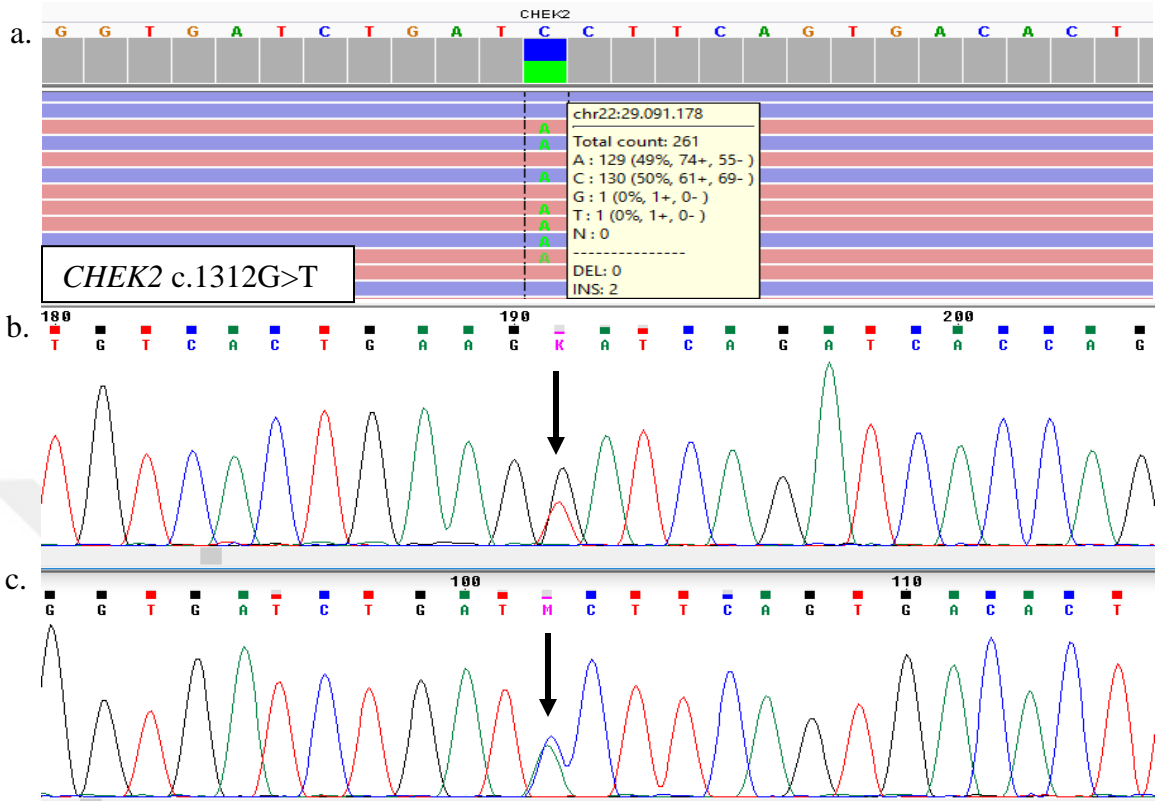 CHEK2
a.
G G T G A T C T G A T C C T T C A G T G A C A C T
chr22:29.091.178
Total count: 261
A : 129 (49%, 74+, 55- )
C : 130 (50%, 61+, 69- )
G : 1 (0%, 1+, 0- )
T : 1 (0%, 1+, 0- )
N : 0
---------------
DEL: 0
INS: 2
A
A
A
A
A
A
A
CHEK2 c.1312G>T
b.
180 190 200
T G T C A C T G A A G K A T C A G A T C A C C A G
c.
100 110
G G T G A T C T G A T M C T T C A G T G A C A C T